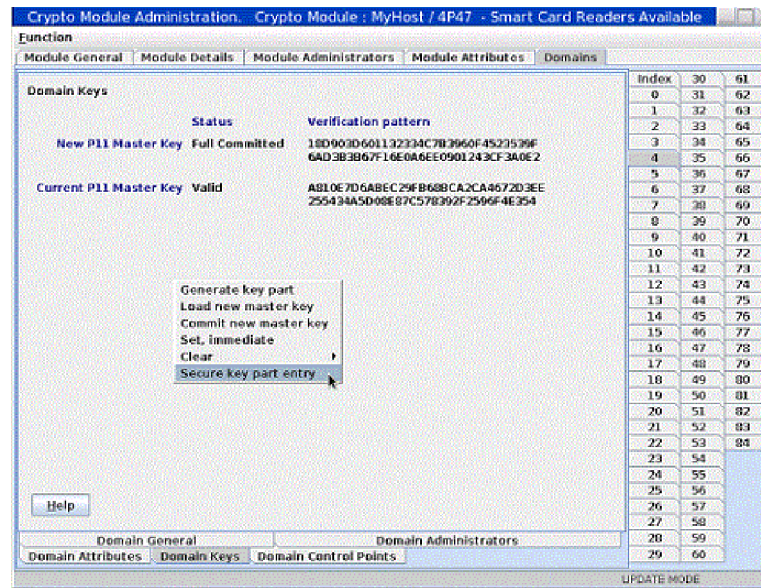 Crypto Module Administration. Crypto Module : MyHost / 4P47 - Smart Card Readers Available
Function
Module General Module Details Module Administrators Module Attributes Domains
Domain Keys
Status Verification pattern
New P11 Master Key Full Committed 18D903D601132334C7B3960F4523539F
6AD3B3B67F16E0A6EE0901243CF3A0E2
Current P11 Master Key Valid A810E7D6ABEC29FB68BCA2CA4672D3EE
255434A5D08E87C578392F2596F4E354
Generate key part
Load new master key
Commit new master key
Set, immediate
Clear
Secure key part entry
Help
Domain General Domain Administrators
Domain Attributes Domain Keys Domain Control Points
Index 30 61
0 31 62
1 32 63
2 33 64
3 34 65
4 35 66
5 36 67
6 37 68
7 38 69
8 39 70
9 40 71
10 41 72
11 42 73
12 43 74
13 44 75
14 45 76
15 46 77
16 47 78
17 48 79
18 49 80
19 50 81
20 51 82
21 52 83
22 53 84
23 54
24 55
25 56
26 57
27 58
28 59
29 60
UPDATE MODE